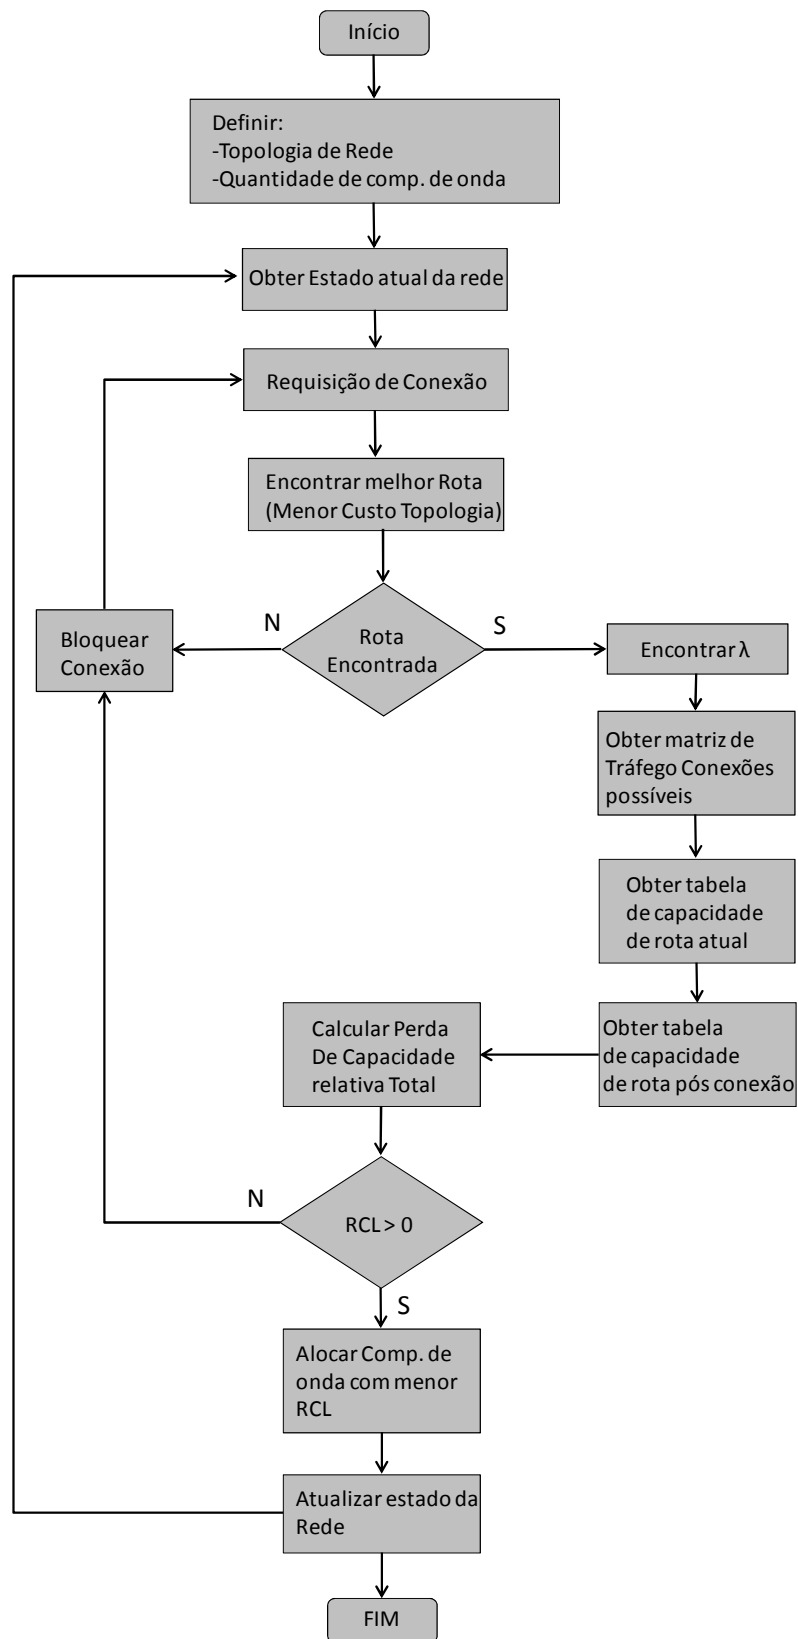 Início
Definir:
-Topologia de Rede
-Quantidade de comp. de onda
Obter Estado atual da rede
Requisição de Conexão
Encontrar melhor Rota
(Menor Custo Topologia)
N
S
Rota
Encontrada
Bloquear
Conexão
Encontrar λ
Obter matriz de
Tráfego Conexões
possíveis
Obter tabela
de capacidade
de rota atual
Obter tabela
de capacidade
de rota pós conexão
Calcular Perda
De Capacidade
relativa Total
N
RCL > 0
S
Alocar Comp. de
onda com menor
RCL
Atualizar estado da
Rede
FIM